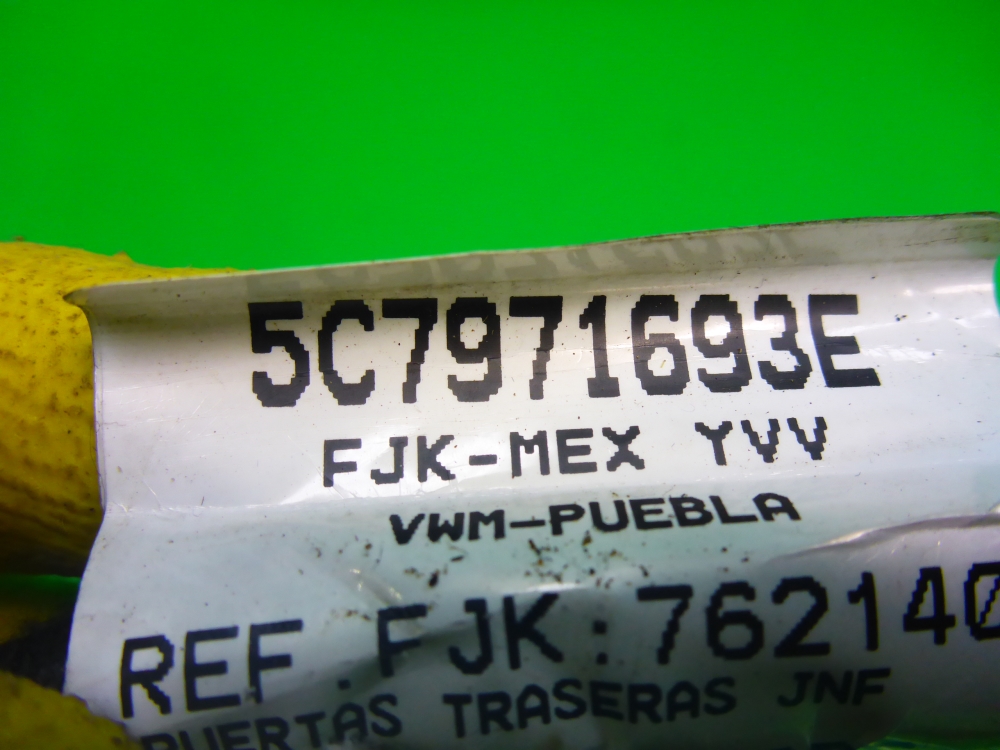 5C7971693E
FJK-MEX YVV
VWM-PUEBLA
REF.FJK:762140
PUERTAS TRASERAS JNF